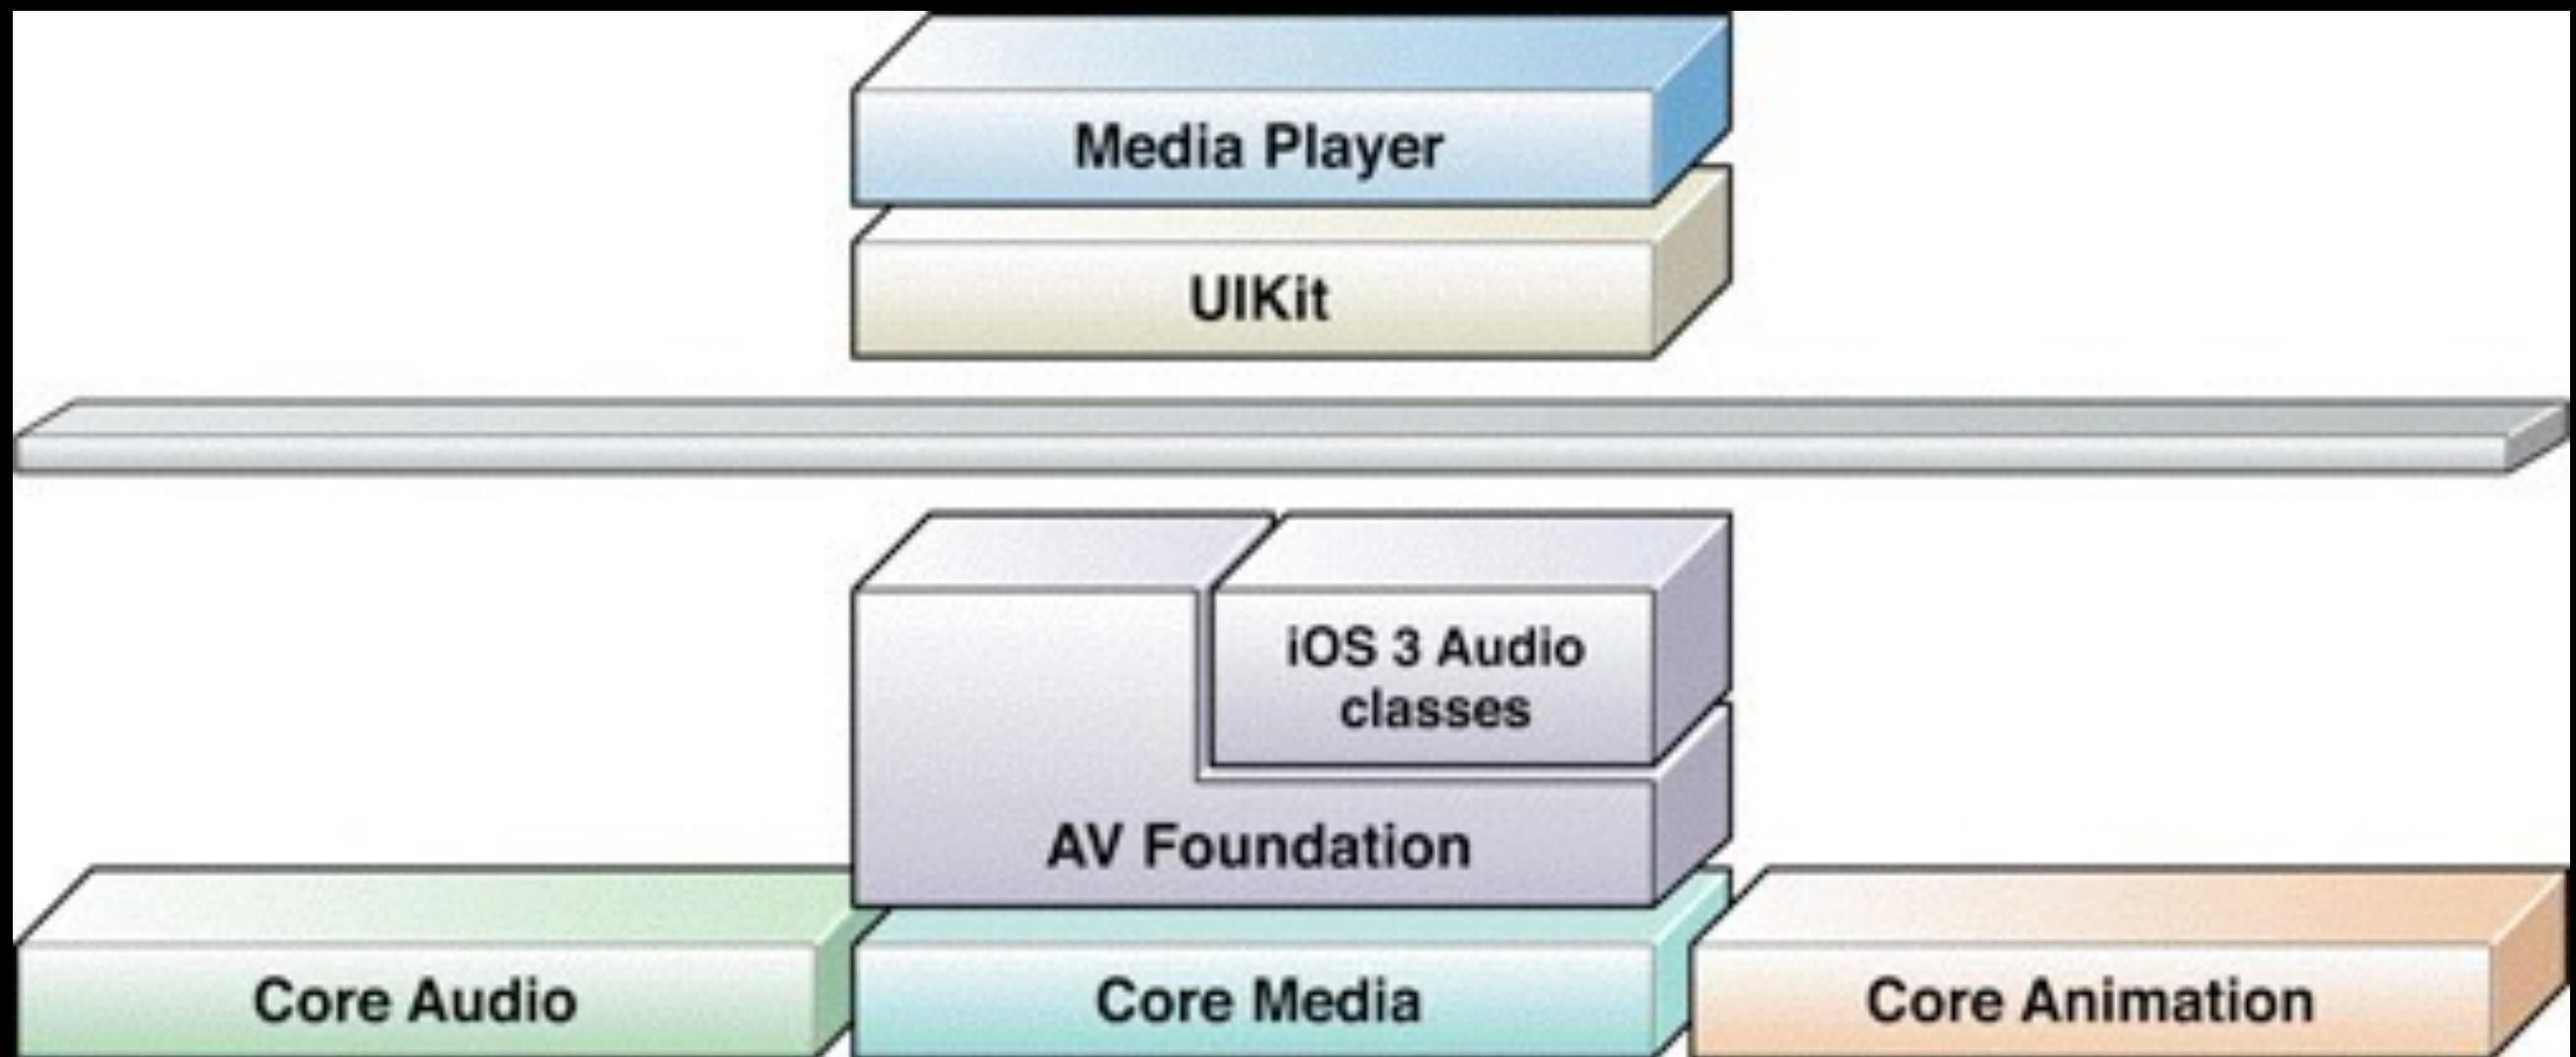 Media Player
UIKit
iOS 3 Audio
classes
AV Foundation
Core Audio
Core Media
Core Animation